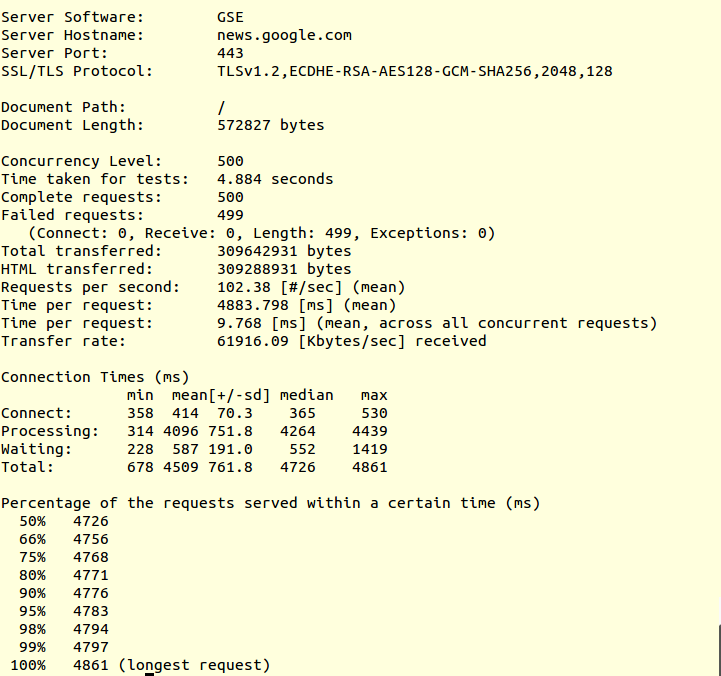 Server Software:        GSE
Server Hostname:        news.google.com
Server Port:            443
SSL/TLS Protocol:       TLSv1.2,ECDHE-RSA-AES128-GCM-SHA256,2048,128

Document Path:          /
Document Length:        572827 bytes

Concurrency Level:      500
Time taken for tests:   4.884 seconds
Complete requests:      500
Failed requests:        499
   (Connect: 0, Receive: 0, Length: 499, Exceptions: 0)
Total transferred:      309642931 bytes
HTML transferred:       309288931 bytes
Requests per second:    102.38 [#/sec] (mean)
Time per request:       4883.798 [ms] (mean)
Time per request:       9.768 [ms] (mean, across all concurrent requests)
Transfer rate:          61916.09 [Kbytes/sec] received

Connection Times (ms)
              min  mean[+/-sd] median   max
Connect:      358  414  70.3    365     530
Processing:   314 4096 751.8   4264    4439
Waiting:      228  587 191.0    552    1419
Total:        678 4509 761.8   4726    4861

Percentage of the requests served within a certain time (ms)
  50%   4726
  66%   4756
  75%   4768
  80%   4771
  90%   4776
  95%   4783
  98%   4794
  99%   4797
 100%   4861 (longest request)